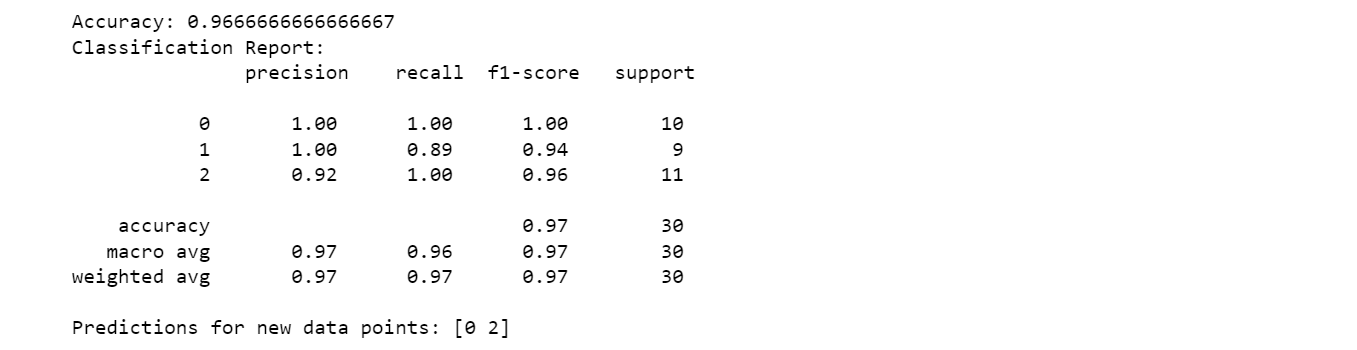 Accuracy: 0.9666666666666667
Classification Report:
              precision    recall  f1-score   support

           0       1.00      1.00      1.00        10
           1       1.00      0.89      0.94         9
           2       0.92      1.00      0.96        11

    accuracy                           0.97        30
   macro avg       0.97      0.96      0.97        30
weighted avg       0.97      0.97      0.97        30

Predictions for new data points: [0 2]